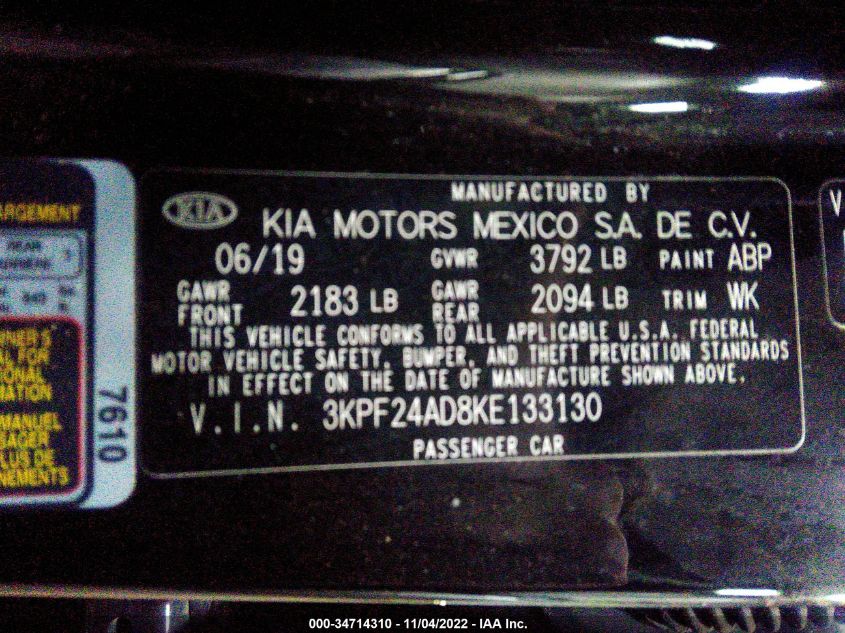 MANUFACTURED BY
KIA KIA MOTORS MEXICO S.A. DE C.V.
06/19 GVWR 3792 LB PAINT ABP
GAWR FRONT 2183 LB GAWR REAR 2094 LB TRIM WK
THIS VEHICLE CONFORMS TO ALL APPLICABLE U.S.A. FEDERAL
MOTOR VEHICLE SAFETY, BUMPER, AND THEFT PREVENTION STANDARDS
IN EFFECT ON THE DATE OF MANUFACTURE SHOWN ABOVE.
V.I.N. 3KPF24AD8KE133130
PASSENGER CAR
ARGEMENT
REAR
7610
V
000-34714310 - 11/04/2022 - IAA Inc.